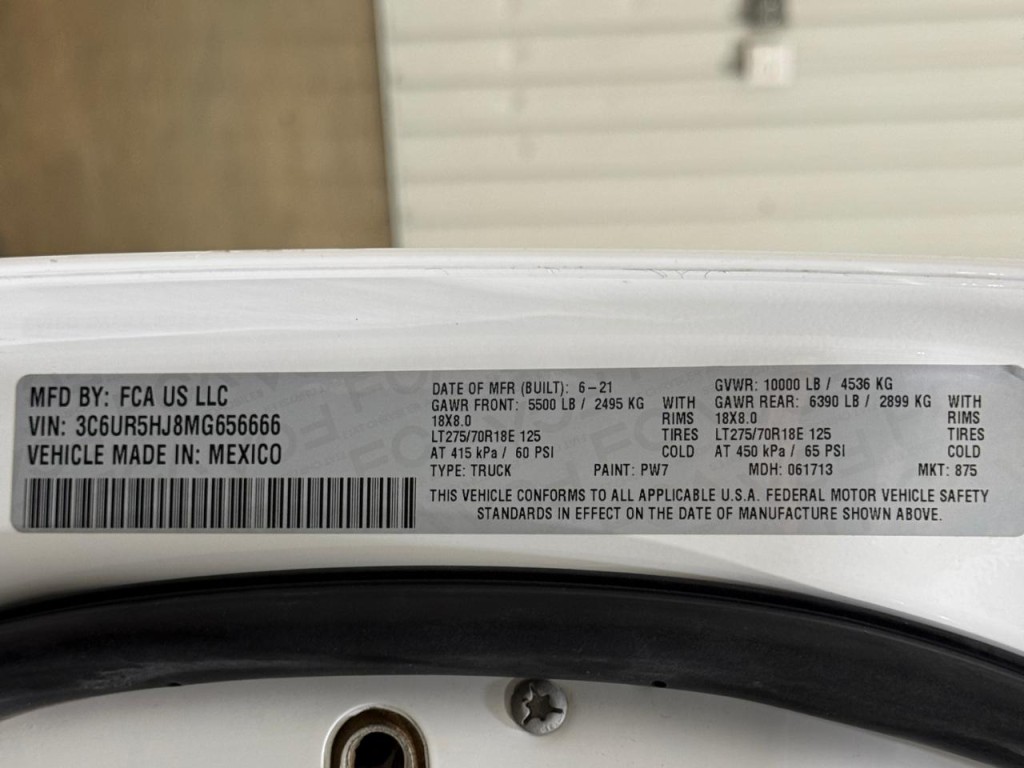 MFD BY: FCA US LLC
VIN: 3C6UR5HJ8MG656666
VEHICLE MADE IN: MEXICO
DATE OF MFR (BUILT): 6-21
GVWR: 10000 LB / 4536 KG
GAWR FRONT: 5500 LB / 2495 KG WITH
GAWR REAR: 6390 LB / 2899 KG WITH
18X8.0 RIMS
18X8.0 RIMS
LT275/70R18E 125 TIRES
LT275/70R18E 125 TIRES
AT 415 kPa / 60 PSI COLD
AT 450 kPa / 65 PSI COLD
TYPE: TRUCK PAINT: PW7 MDH: 061713 MKT: 875
THIS VEHICLE CONFORMS TO ALL APPLICABLE U.S.A. FEDERAL MOTOR VEHICLE SAFETY
STANDARDS IN EFFECT ON THE DATE OF MANUFACTURE SHOWN ABOVE.